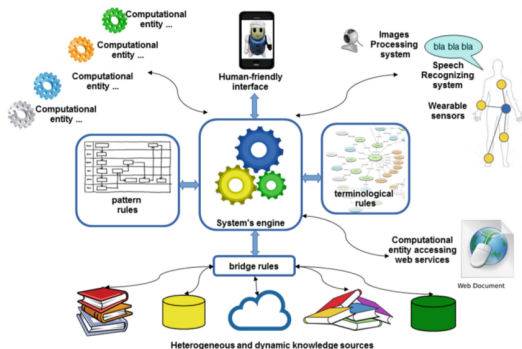 Computational
entity ...
Computational
entity ...
Computational
entity ...
Computational
entity ...
Human-friendly
interface
Images
Processing
system
bla bla bla
Speech
Recognizing
system
Wearable
sensors
pattern
rules
System's engine
terminological
rules
Computational
entity accessing
web services
Web Document
bridge rules
Heterogeneous and dynamic knowledge sources